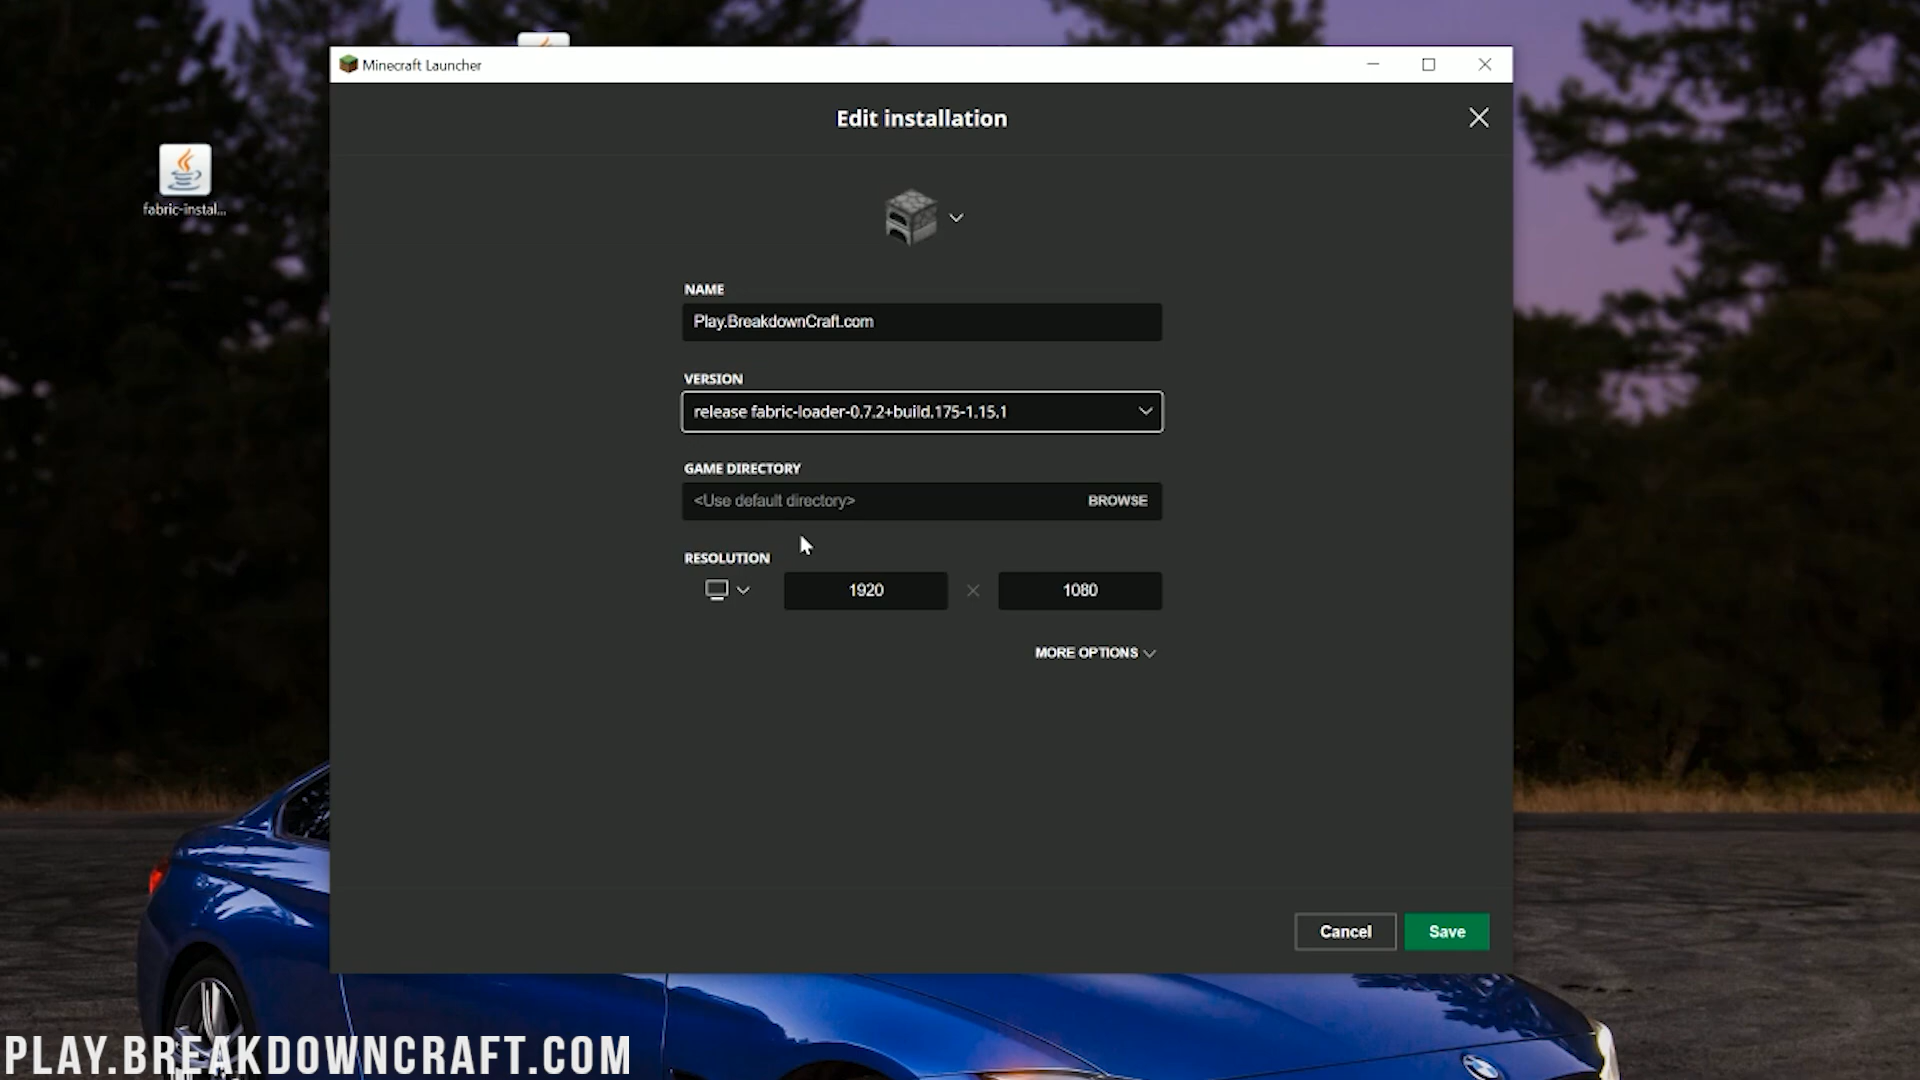 Minecraft Launcher
Edit installation
fabric-instal...
NAME
Play.BreakdownCraft.com
VERSION
release fabric-loader-0.7.2+build.175-1.15.1
GAME DIRECTORY
<Use default directory>
BROWSE
RESOLUTION
1920
1080
MORE OPTIONS
Cancel
Save
PLAY.BREAKDOWNCRAFT.COM